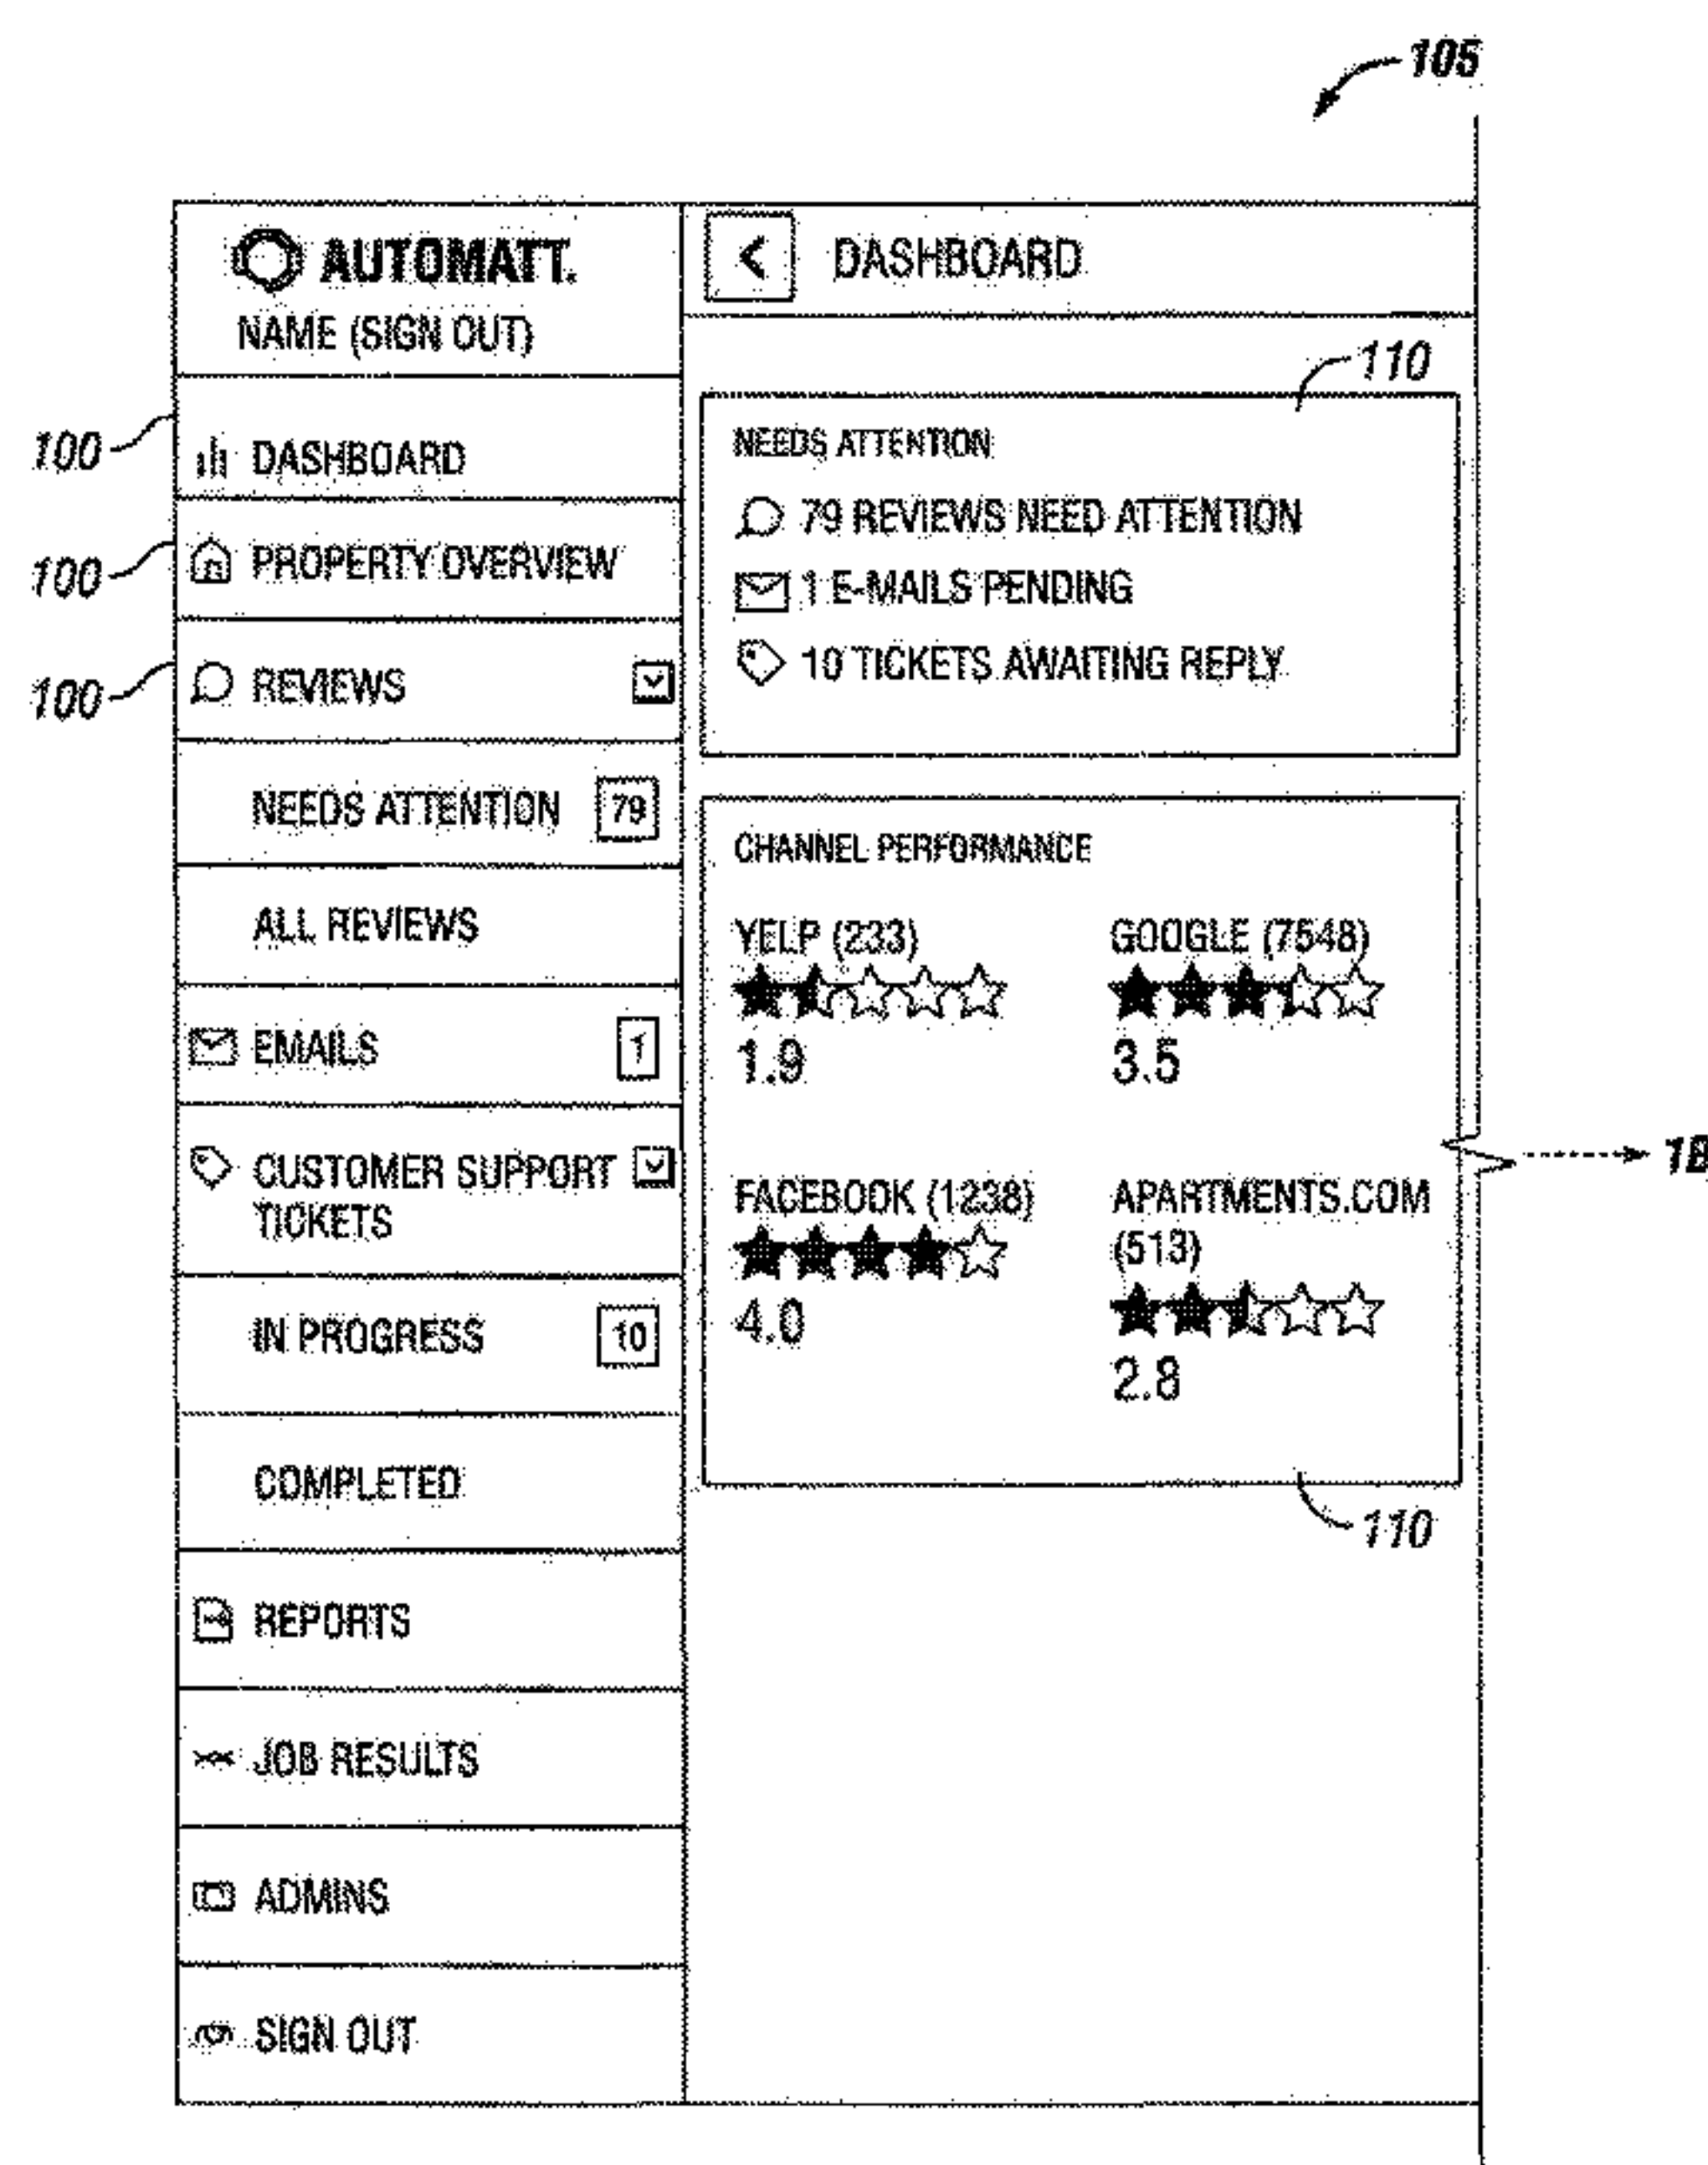 105
AUTOMATT.
NAME (SIGN OUT)
100 DASHBOARD
100 PROPERTY OVERVIEW
100 REVIEWS
NEEDS ATTENTION 79
ALL REVIEWS
EMAILS 1
CUSTOMER SUPPORT
TICKETS
IN PROGRESS 10
COMPLETED
REPORTS
JOB RESULTS
ADMINS
SIGN OUT
< DASHBOARD
110
NEEDS ATTENTION
79 REVIEWS NEED ATTENTION
1 E-MAILS PENDING
10 TICKETS AWAITING REPLY
CHANNEL PERFORMANCE
YELP (233) GOOGLE (7548)
1.9 3.5
FACEBOOK (1238) APARTMENTS.COM
(513)
4.0
2.8
110
1B